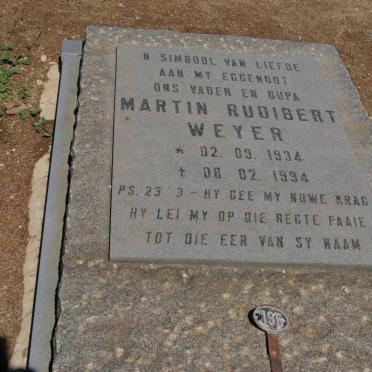 'N SIMBOOL VAN LIEFDE
AAN MY EGGENOOT
ONS VADER EN OUPA
MARTIN RUDIBERT
WEYER
* 02. 09. 1934
+ 06. 02. 1994
PS. 23 : 3 - HY GEE MY NUWE KRAG
HY LEI MY OP DIE REGTE PAAIE
TOT DIE EER VAN SY NAAM